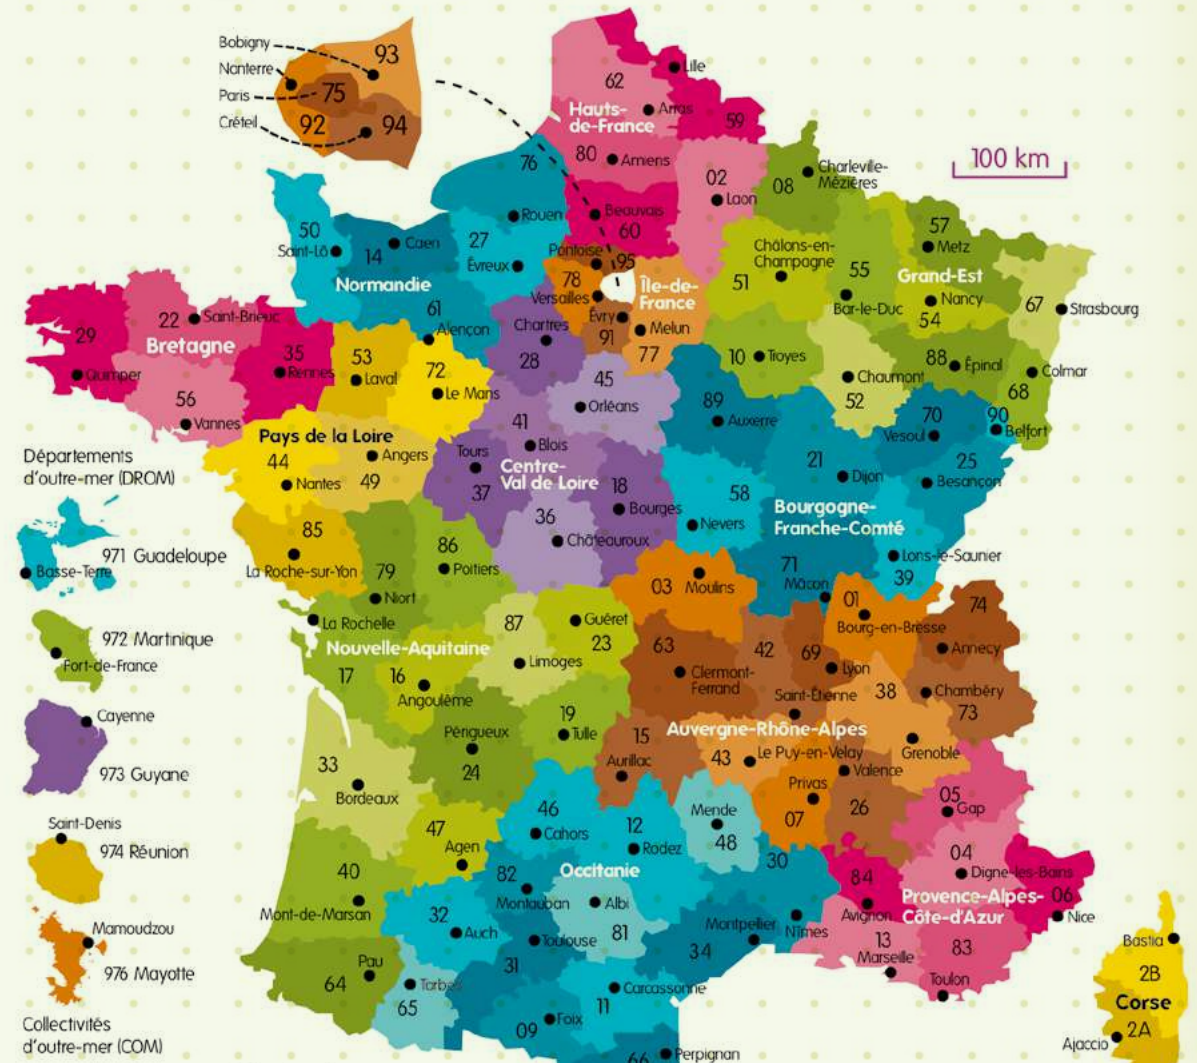 Bobigny
93
Nanterre
Paris
75
Créteil
92
94
62
Lille
Hauts-
de-France
Arras
59
80
Amiens
76
02
Laon
08
Charleville-
Mézières
100 km
Rouen
Beauvais
60
50
Saint-Lô
14
Caen
27
Évreux
Normandie
61
Alençon
Pontoise
95
78
Versailles
Île-de-
France
Évry
91
Melun
77
Châlons-en-
Champagne
51
55
Bar-le-Duc
57
Metz
Grand-Est
Nancy
54
67
Strasbourg
10
Troyes
Chaumont
52
88
Épinal
Colmar
68
29
Quimper
22
Saint-Brieuc
Bretagne
35
Rennes
56
Vannes
53
Laval
72
Le Mans
Chartres
28
45
Orléans
89
Auxerre
70
Vesoul
90
Belfort
Pays de la Loire
44
Nantes
Angers
49
41
Blois
Tours
37
Centre-
Val de Loire
18
Bourges
36
Châteauroux
58
Nevers
21
Dijon
25
Besançon
Bourgogne-
Franche-Comté
Lons-le-Saunier
39
71
Mâcon
85
La Roche-sur-Yon
79
Niort
86
Poitiers
La Rochelle
Nouvelle-Aquitaine
17
16
Angoulême
87
Limoges
Guéret
23
03
Moulins
01
Bourg-en-Bresse
74
Annecy
63
Clermont-
Ferrand
42
69
Lyon
Saint-Étienne
38
Grenoble
Chambéry
73
Auvergne-Rhône-Alpes
15
Aurillac
43
Le Puy-en-Velay
Valence
Privas
07
26
19
Tulle
Périgueux
24
33
Bordeaux
47
Agen
40
Mont-de-Marsan
46
Cahors
12
Rodez
Mende
48
30
Nîmes
Occitanie
82
Montauban
Albi
81
32
Auch
Toulouse
31
Montpellier
34
64
Pau
Tarbes
65
09
Foix
11
Carcassonne
66
Perpignan
05
Gap
04
Digne-les-Bains
84
Avignon
Provence-Alpes-
Côte-d'Azur
06
Nice
13
Marseille
83
Toulon
Bastia
2B
Corse
2A
Ajaccio
Départements
d'outre-mer (DROM)
971 Guadeloupe
Basse-Terre
972 Martinique
Fort-de-France
Cayenne
973 Guyane
Saint-Denis
974 Réunion
Mamoudzou
976 Mayotte
Collectivités
d'outre-mer (COM)